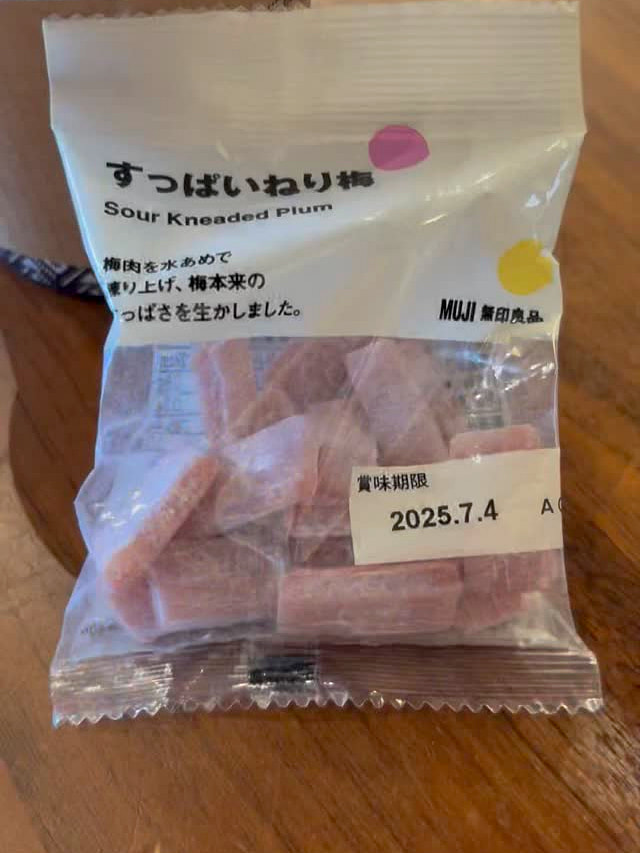 すっぱいねり梅
Sour Kneaded Plum
梅肉を水あめで
練り上げ、梅本来の
すっぱさを生かしました。
MUJI 無印良品
賞味期限
2025.7.4 A